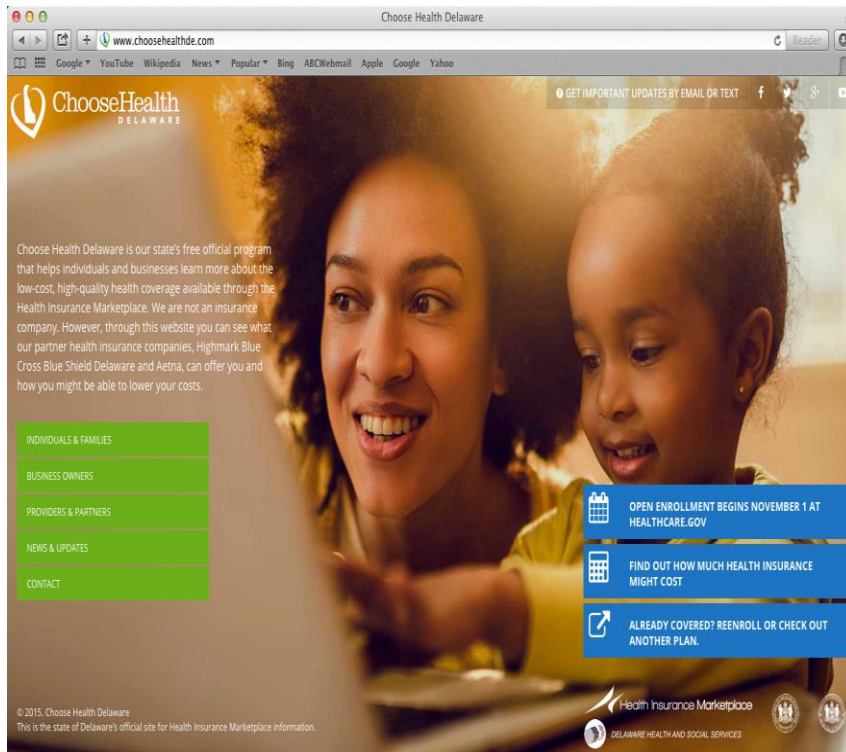 Choose Health Delaware
www.choosehealthde.com
Reader
Google YouTube Wikipedia News Popular Bing ABCWebmail Apple Google Yahoo
ChooseHealth
DELAWARE
GET IMPORTANT UPDATES BY EMAIL OR TEXT
Choose Health Delaware is our state's free official program
that helps individuals and businesses learn more about the
low-cost, high-quality health coverage available through the
Health Insurance Marketplace. We are not an insurance
company. However, through this website you can see what
our partner health insurance companies, Highmark Blue
Cross Blue Shield Delaware and Aetna, can offer you and
how you might be able to lower your costs.
INDIVIDUALS & FAMILIES
BUSINESS OWNERS
PROVIDERS & PARTNERS
NEWS & UPDATES
CONTACT
OPEN ENROLLMENT BEGINS NOVEMBER 1 AT
HEALTHCARE.GOV
FIND OUT HOW MUCH HEALTH INSURANCE
MIGHT COST
ALREADY COVERED? REENROLL OR CHECK OUT
ANOTHER PLAN.
© 2015. Choose Health Delaware
This is the state of Delaware's official site for Health Insurance Marketplace information.
Health Insurance Marketplace
DELAWARE HEALTH AND SOCIAL SERVICES